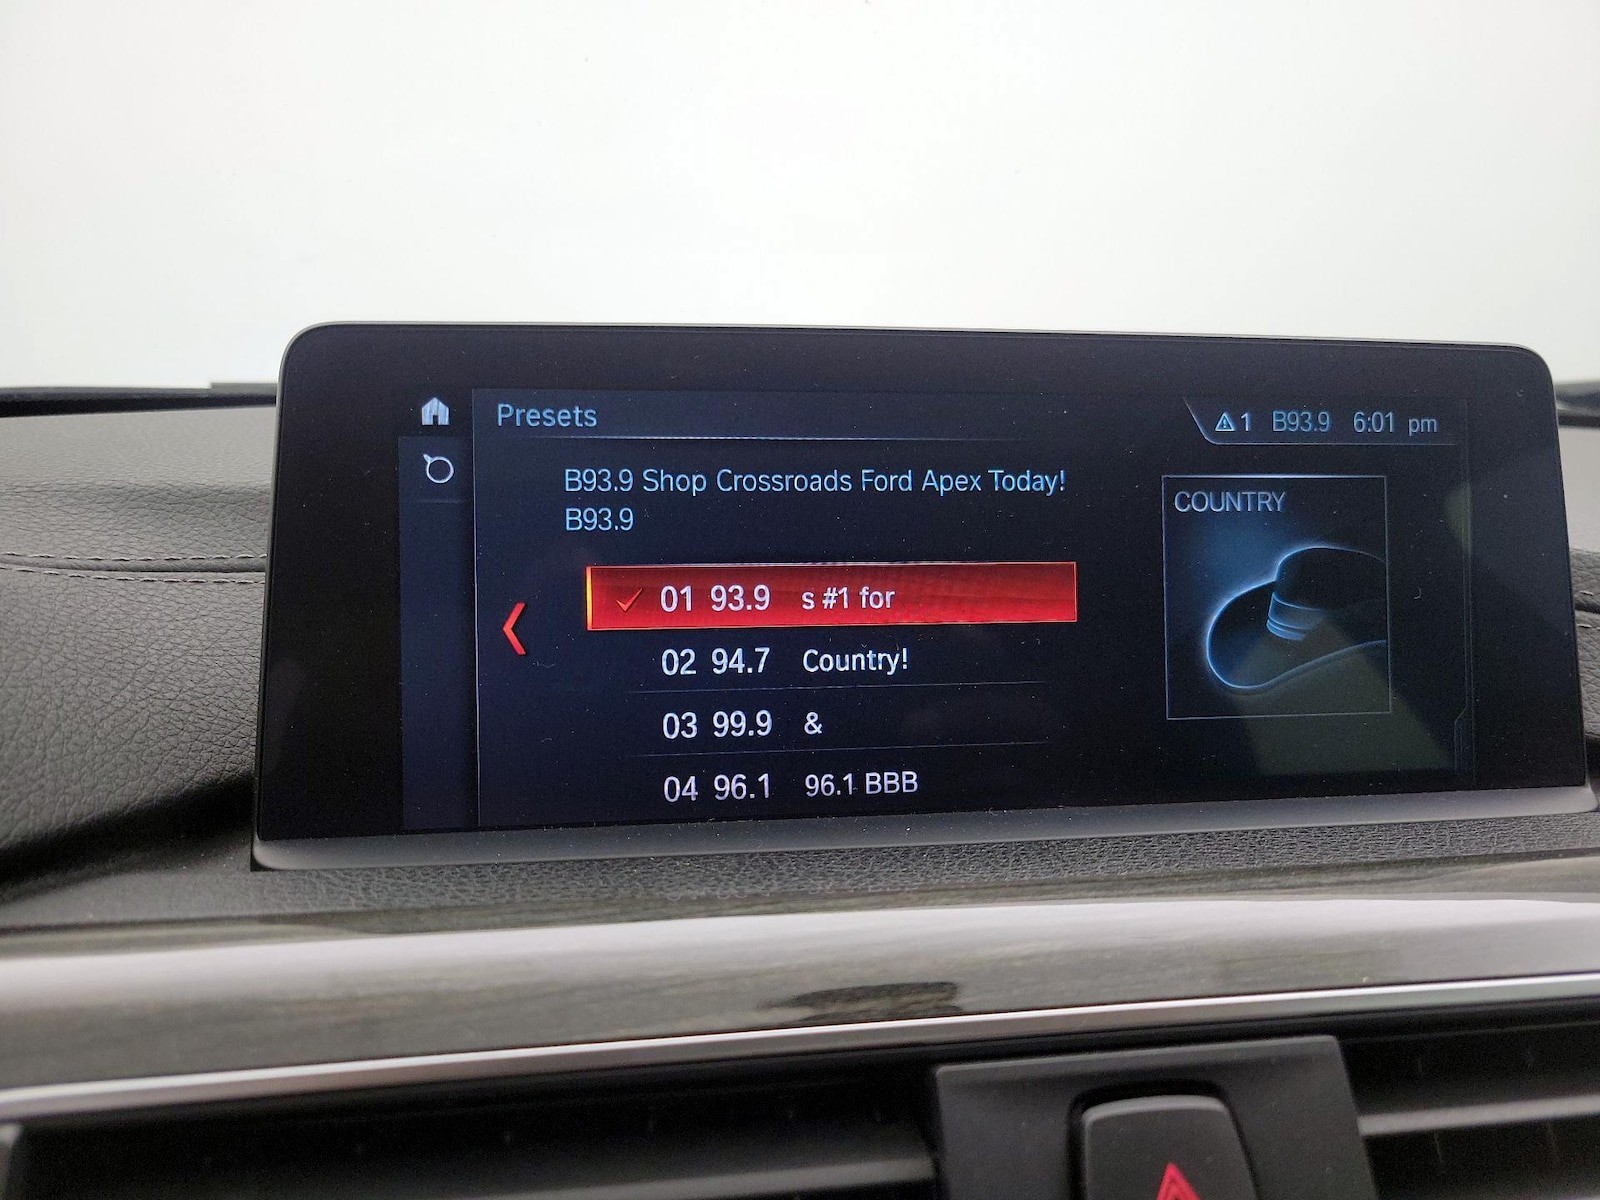 Presets
1 B93.9 6:01 pm
B93.9 Shop Crossroads Ford Apex Today!
B93.9
COUNTRY
01 93.9 s #1 for
02 94.7 Country!
03 99.9 &
04 96.1 96.1 BBB